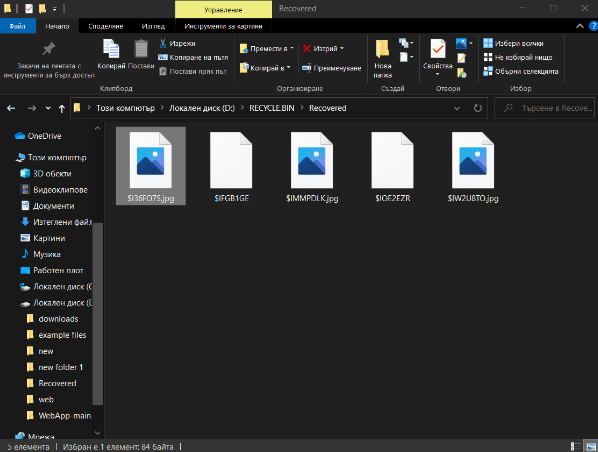 Управление
Recovered
Файл
Начало
Споделяне
Изглед
Инструменти за картини
Закачи на лентата с
инструменти за бърз достъп
Копирай
Постави
Изрежи
Копиране на пътя
Постави пряк път
Клипборд
Премести в
Копирай в
Изтрий
Преименуване
Организиране
Нова
папка
Създай
Свойства
Отвори
Избери всички
Не избирай нищо
Обърни селекцията
Избор
Този компютър > Локален диск (D:) > RECYCLE.BIN > Recovered
Търсене в Recove...
OneDrive
Този компютър
3D обекти
Видеоклипове
Документи
Изтеглени файл
Картини
Музика
Работен плот
Локален диск (C
Локален диск (D
downloads
example files
new
new folder 1
Recovered
web
WebApp-main
Мрежа
$I36FO7S.jpg
$IFGB1GE
$IMMPDLK.jpg
$IOE2EZR
$IW2U8TO.jpg
5 елемента
Избран е 1 елемент: 84 байта